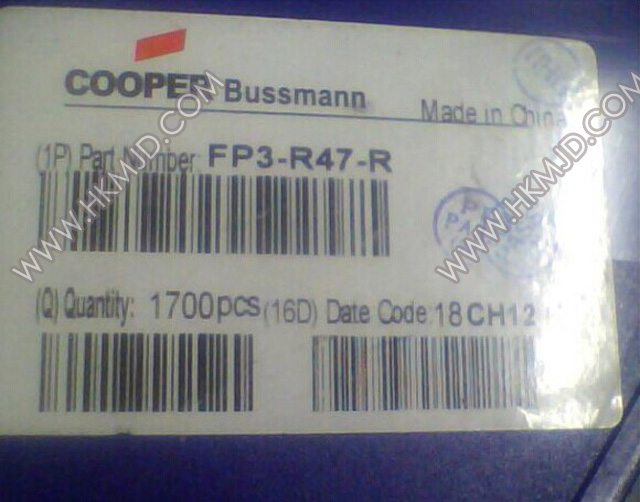 COOPER Bussmann
Made in China
(1P) Part Number: FP3-R47-R
(Q) Quantity: 1700pcs (16D) Date Code: 18CH12
WWW.HKMJD.COM
WWW.HKMJD.COM